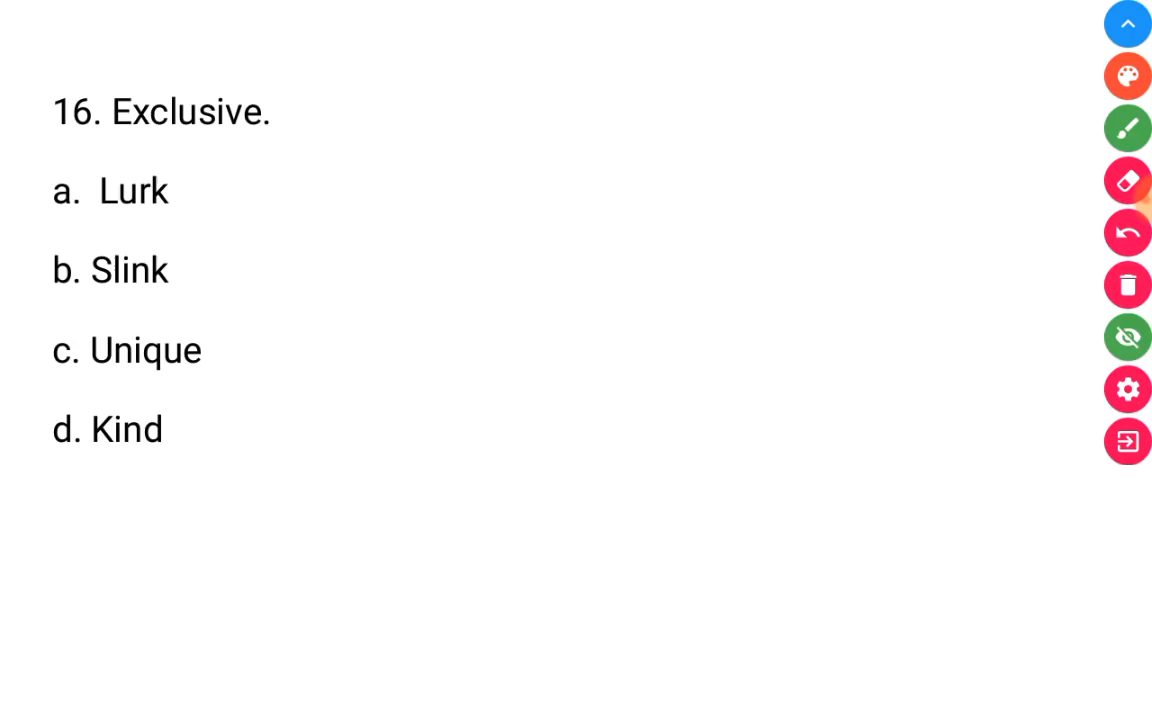 16. Exclusive.
a. Lurk
b. Slink
c. Unique
d. Kind